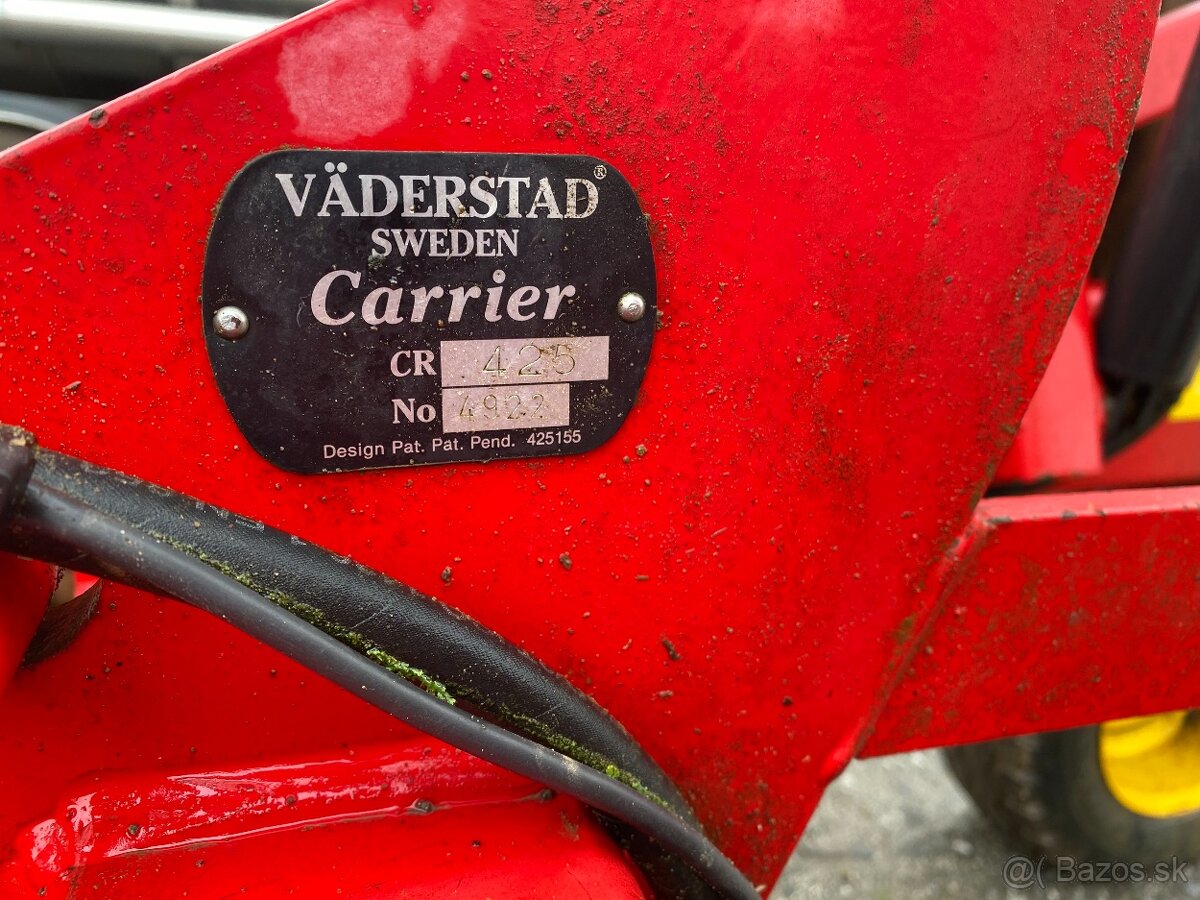 VÄDERSTAD®
SWEDEN
Carrier
CR 425
No 4922
Design Pat. Pat. Pend. 425155
@( Bazos.sk